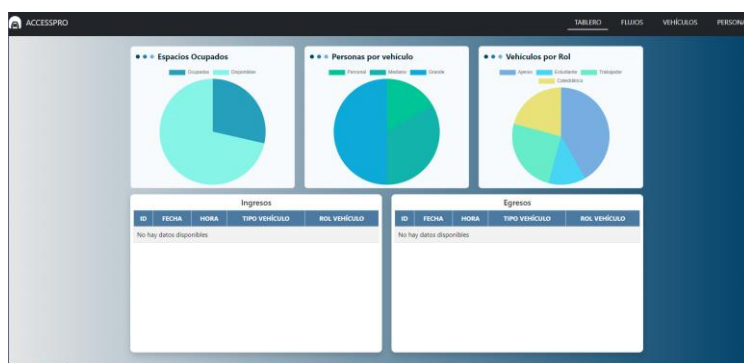 ACCESSPRO
TABLERO FLUJOS VEHÍCULOS PERSONA
Espacios Ocupados
Ocupados Disponibles
Personas por vehículo
Personal Mediano Grande
Vehículos por Rol
Ajenos Estudiante Trabajador
Catedrático
Ingresos
ID FECHA HORA TIPO VEHÍCULO ROL VEHÍCULO
No hay datos disponibles
Egresos
ID FECHA HORA TIPO VEHÍCULO ROL VEHÍCULO
No hay datos disponibles